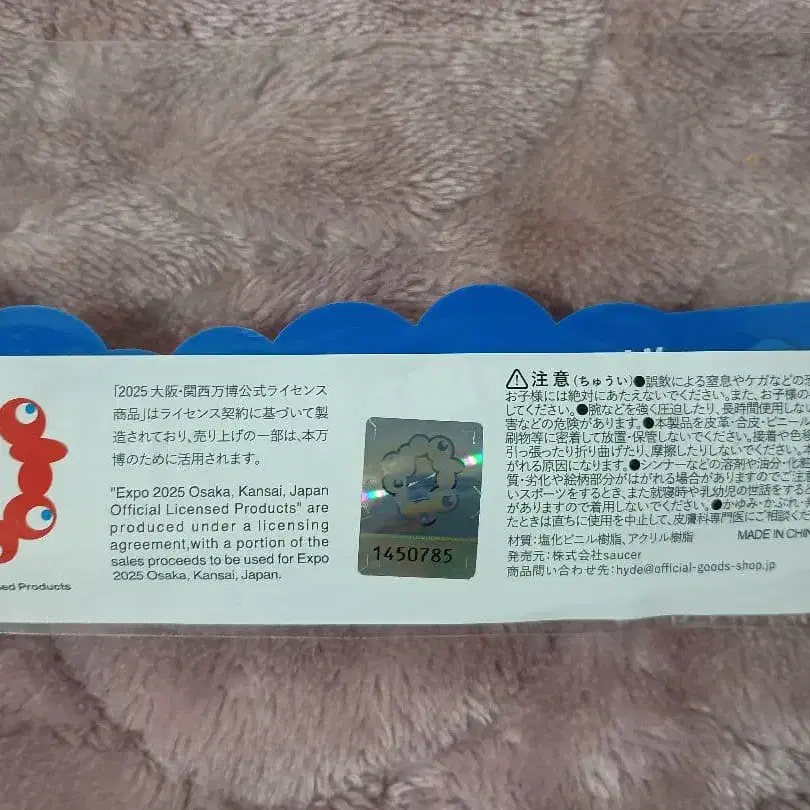 「2025大阪・関西万博公式ライセンス
商品」はライセンス契約に基づいて製
造されており、売り上げの一部は、本万
博のために活用されます。
"Expo 2025 Osaka, Kansai, Japan
Official Licensed Products" are
produced under a licensing
agreement,with a portion of the
sales proceeds to be used for Expo
2025 Osaka, Kansai, Japan.
sed Products
1450785
注意(ちゅうい)●誤飲による窒息やケガなどの
お子様には絶対にあたえないでください。また、お子様の
してください。●腕などを強く圧迫したり、長時間使用しな
害などの危険があります。●本製品を皮革・合皮・ビニール
刷物等に密着して放置・保管しないでください。接着や色
引っ張ったり折り曲げたり、摩擦したりしないでください。
がれる原因になります。●シンナーなどの溶剤や油分・化粧
質・劣化や絵柄部分がはがれる場合がありますのでご注意
いスポーツをするとき、また就寝時や乳幼児の世話をする
がありますので着用しないでください。●かゆみ・かぶれ・
たときは直ちに使用を中止して、皮膚科専門医にご相談くだ
材質:塩化ビニル樹脂、アクリル樹脂 MADE IN CHIN
発売元:株式会社saucer
商品問い合わせ先:hyde@official-goods-shop.jp